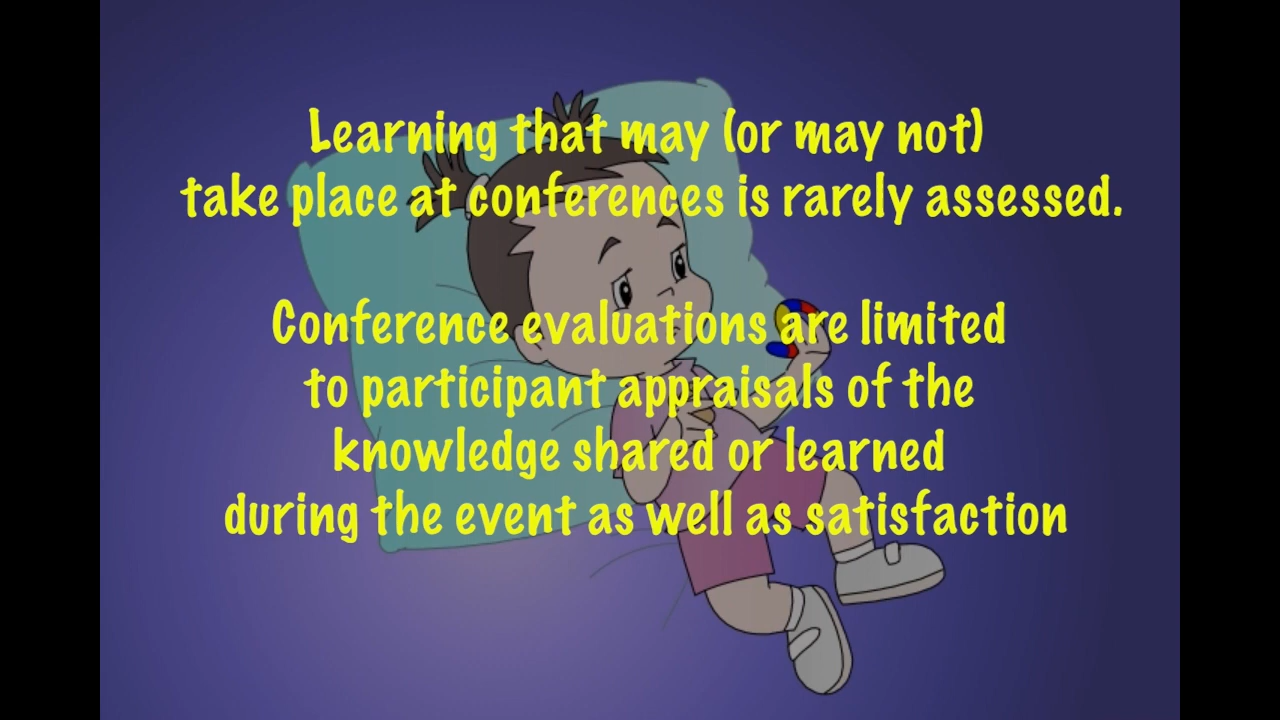 Learning that may (or may not)
take place at conferences is rarely assessed.
Conference evaluations are limited
to participant appraisals of the
knowledge shared or learned
during the event as well as satisfaction